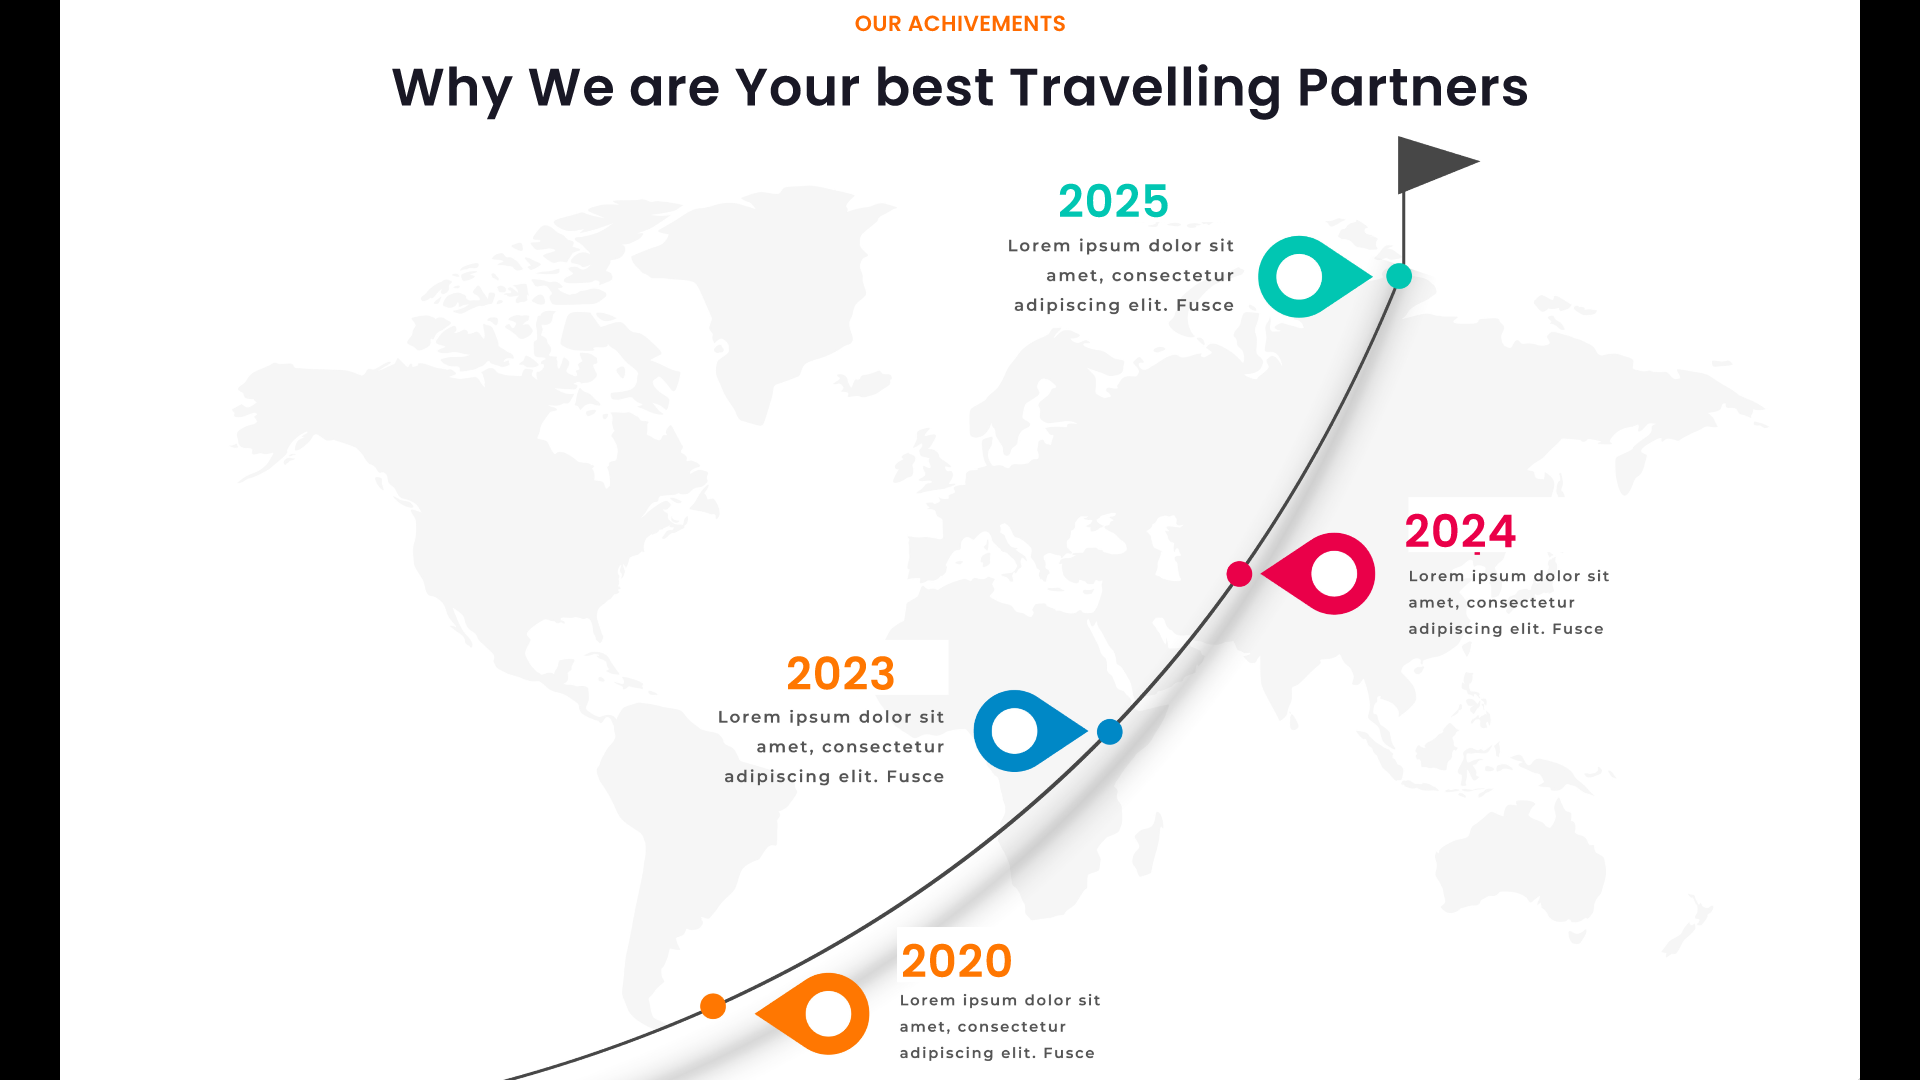 OUR ACHIVEMENTS
Why We are Your best Travelling Partners
2025
Lorem ipsum dolor sit
amet, consectetur
adipiscing elit. Fusce
2024
Lorem ipsum dolor sit
amet, consectetur
adipiscing elit. Fusce
2023
Lorem ipsum dolor sit
amet, consectetur
adipiscing elit. Fusce
2020
Lorem ipsum dolor sit
amet, consectetur
adipiscing elit. Fusce